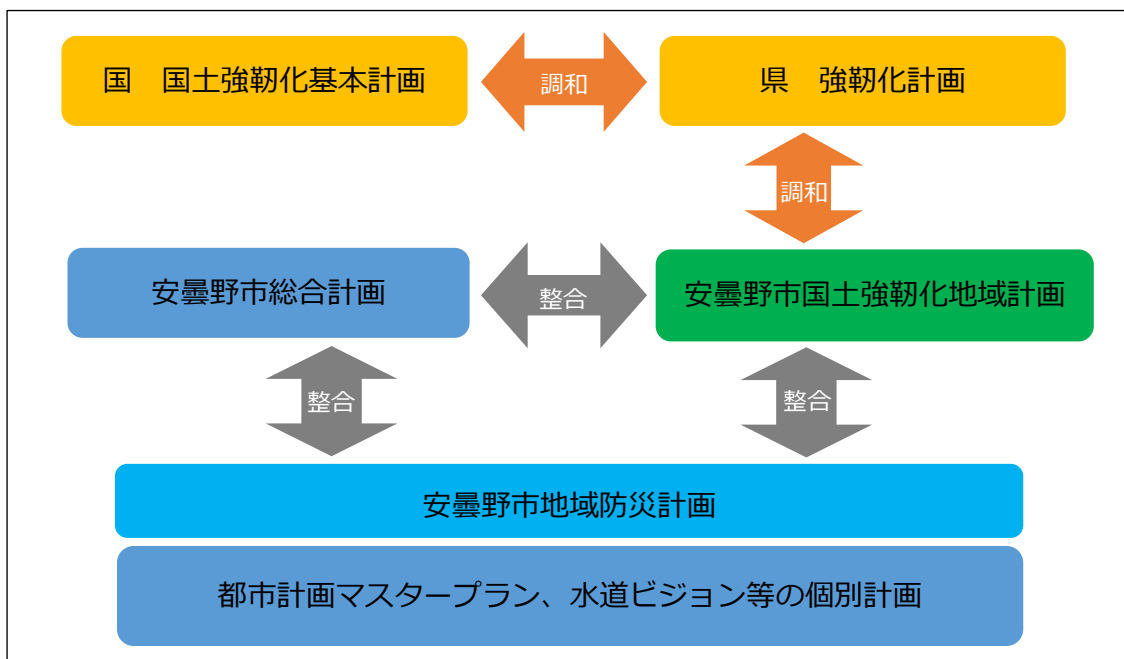 国　国土強靭化基本計画
調和
県　強靭化計画
調和
安曇野市総合計画
整合
安曇野市国土強靭化地域計画
整合
整合
安曇野市地域防災計画
都市計画マスタープラン、水道ビジョン等の個別計画